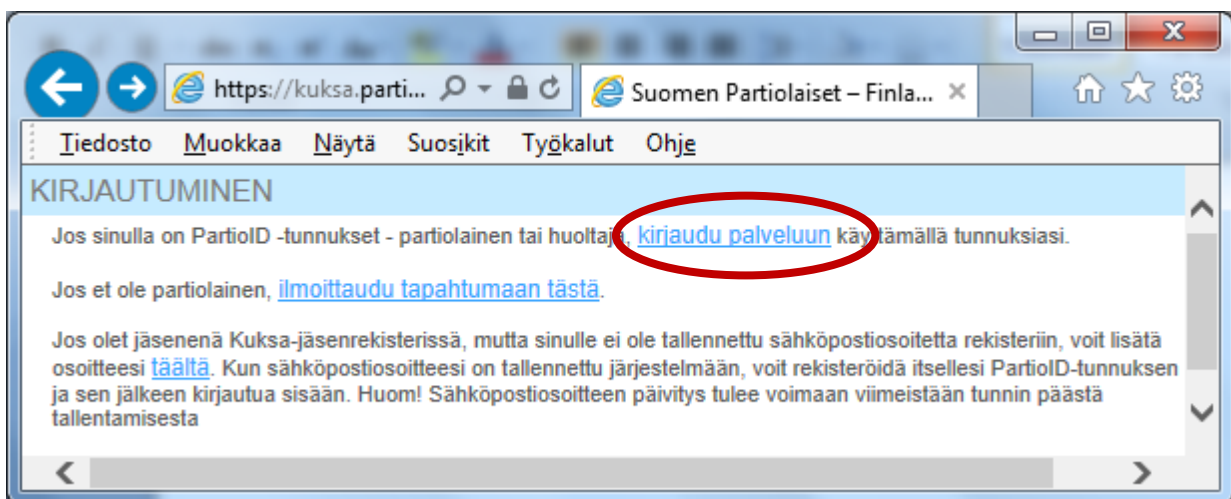 https://kuksa.parti...
Suomen Partiolaiset – Finla...
Tiedosto Muokkaa Näytä Suosikit Työkalut Ohje
KIRJAUTUMINEN
Jos sinulla on PartioID -tunnukset - partiolainen tai huoltaja, kirjaudu palveluun käyttämällä tunnuksiasi.
Jos et ole partiolainen, ilmoittaudu tapahtumaan tästä.
Jos olet jäsenenä Kuksa-jäsenrekisterissä, mutta sinulle ei ole tallennettu sähköpostiosoitetta rekisteriin, voit lisätä
osoitteesi täältä. Kun sähköpostiosoitteesi on tallennettu järjestelmään, voit rekisteröidä itsellesi PartioID-tunnuksen
ja sen jälkeen kirjautua sisään. Huom! Sähköpostiosoitteen päivitys tulee voimaan viimeistään tunnin päästä
tallentamisesta